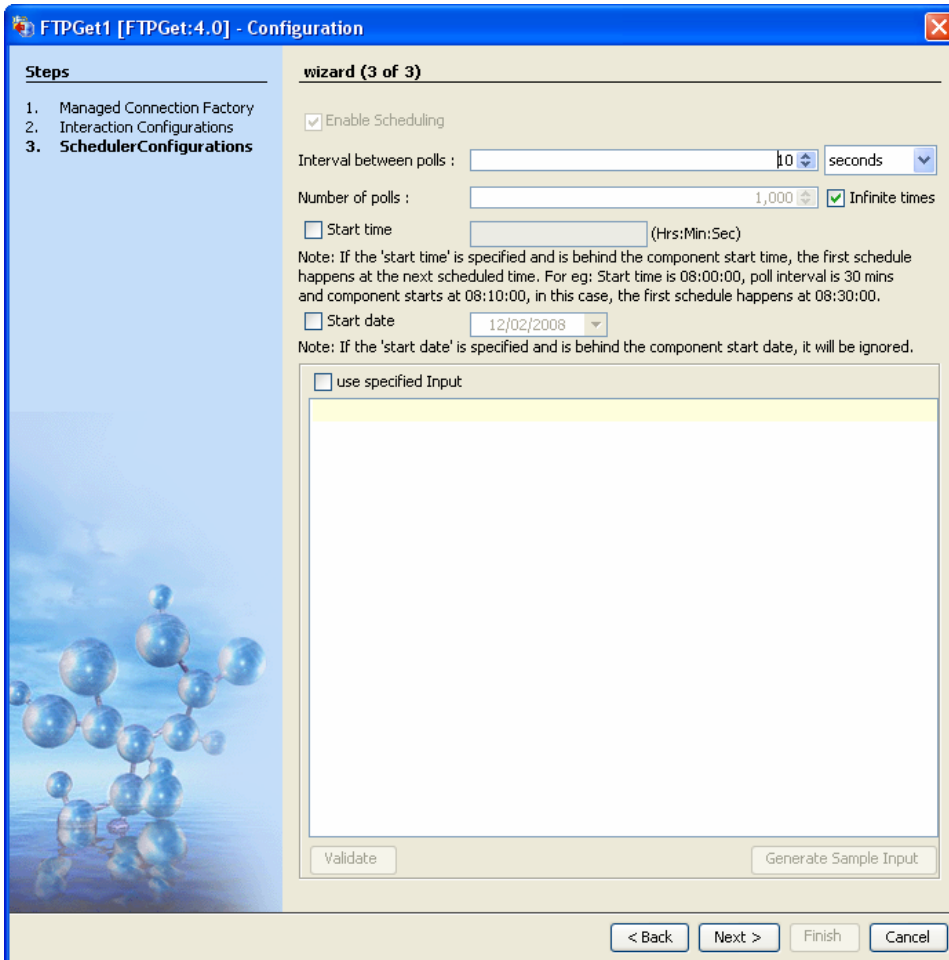 FTPGet1 [FTPGet:4.0] - Configuration
Steps
1. Managed Connection Factory
2. Interaction Configurations
3. SchedulerConfigurations
wizard (3 of 3)
Enable Scheduling
Interval between polls : 10 seconds
Number of polls : 1,000 Infinite times
Start time (Hrs:Min:Sec)
Note: If the 'start time' is specified and is behind the component start time, the first schedule
happens at the next scheduled time. For eg: Start time is 08:00:00, poll interval is 30 mins
and component starts at 08:10:00, in this case, the first schedule happens at 08:30:00.
Start date 12/02/2008
Note: If the 'start date' is specified and is behind the component start date, it will be ignored.
use specified Input
Validate Generate Sample Input
< Back Next > Finish Cancel